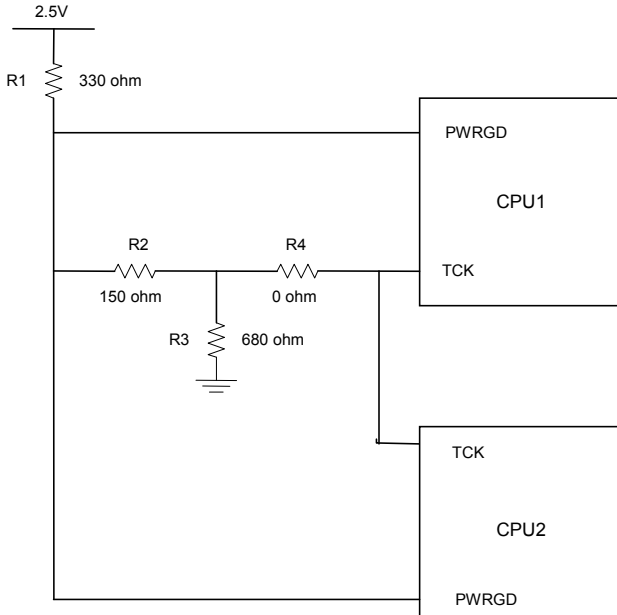 2.5V
R1
330 ohm
PWRGD
CPU1
R2
R4
TCK
150 ohm
0 ohm
R3
680 ohm
TCK
CPU2
PWRGD